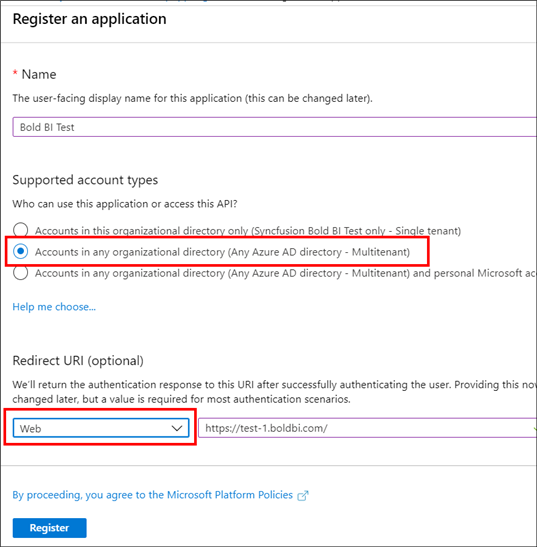 Register an application
* Name
The user-facing display name for this application (this can be changed later).
Bold BI Test
Supported account types
Who can use this application or access this API?
Accounts in this organizational directory only (Syncfusion Bold BI Test only - Single tenant)
Accounts in any organizational directory (Any Azure AD directory - Multitenant)
Accounts in any organizational directory (Any Azure AD directory - Multitenant) and personal Microsoft
Help me choose...
Redirect URI (optional)
We'll return the authentication response to this URI after successfully authenticating the user. Providing this
changed later, but a value is required for most authentication scenarios.
Web https://test-1.boldbi.com/
By proceeding, you agree to the Microsoft Platform Policies
Register